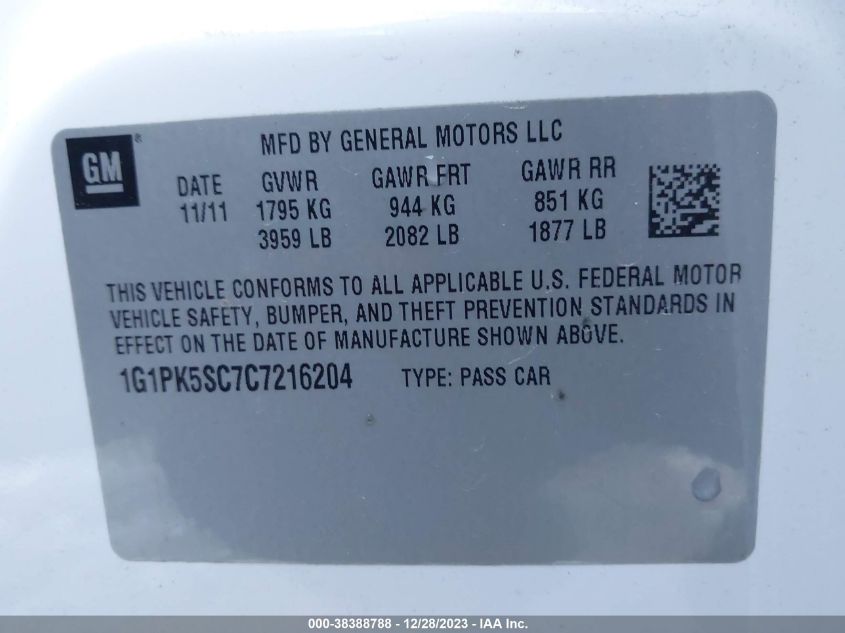 GM®
MFD BY GENERAL MOTORS LLC
DATE GVWR GAWR FRT GAWR RR
11/11 1795 KG 944 KG 851 KG
3959 LB 2082 LB 1877 LB
THIS VEHICLE CONFORMS TO ALL APPLICABLE U.S. FEDERAL MOTOR
VEHICLE SAFETY, BUMPER, AND THEFT PREVENTION STANDARDS IN
EFFECT ON THE DATE OF MANUFACTURE SHOWN ABOVE.
1G1PK5SC7C7216204 TYPE: PASS CAR
000-38388788 - 12/28/2023 - IAA Inc.